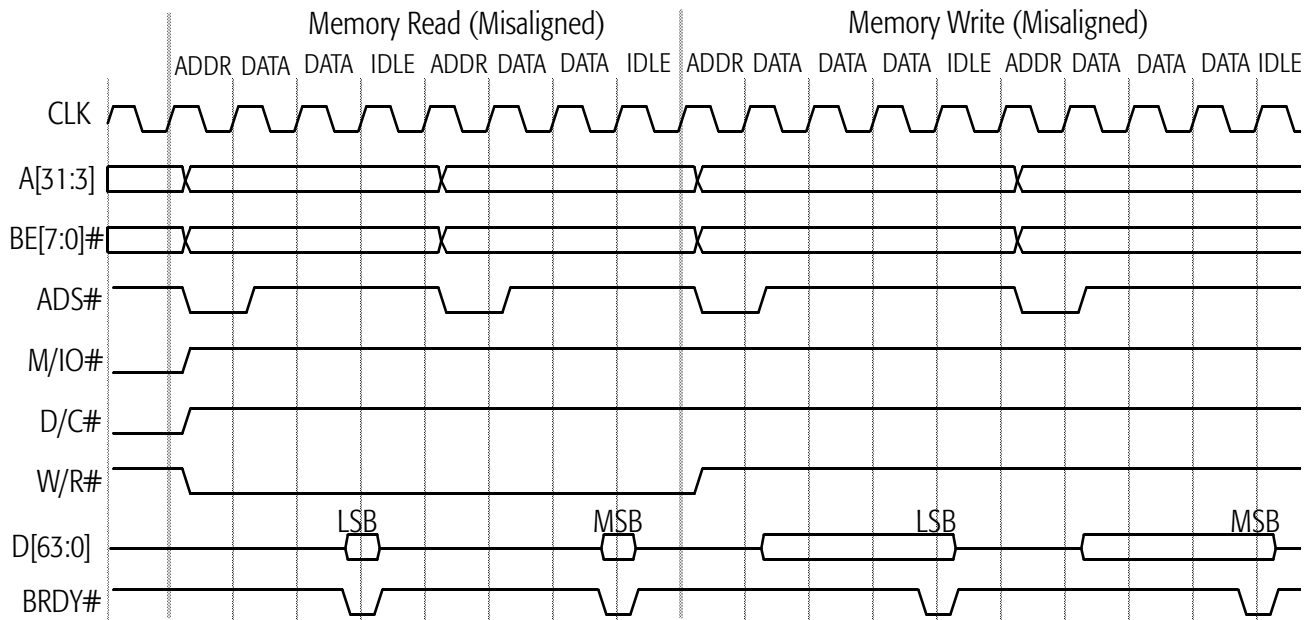 Memory Read (Misaligned) Memory Write (Misaligned)
ADDR DATA DATA IDLE ADDR DATA DATA IDLE ADDR DATA DATA DATA IDLE ADDR DATA DATA DATA IDLE
CLK
A[31:3]
BE[7:0]#
ADS#
M/IO#
D/C#
W/R#
LSB MSB LSB MSB
D[63:0]
BRDY#